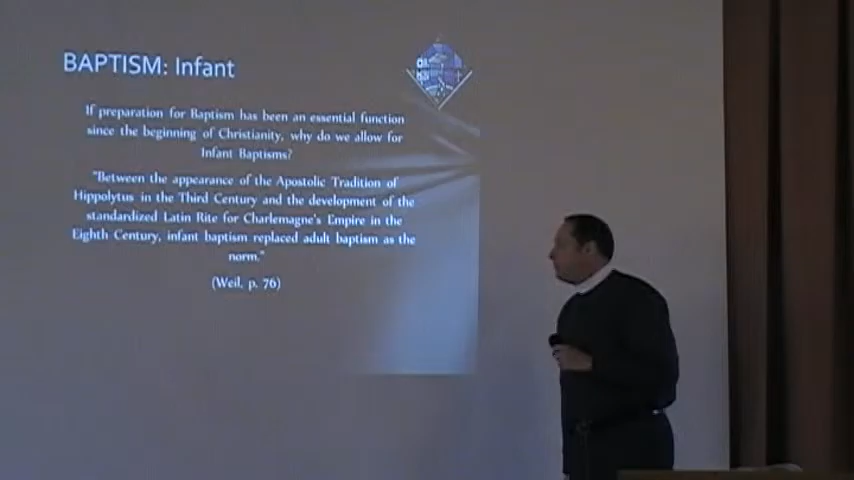 BAPTISM: Infant
If preparation for Baptism has been an essential function
since the beginning of Christianity, why do we allow for
Infant Baptisms?
"Between the appearance of the Apostolic Tradition of
Hippolytus in the Third Century and the development of the
standardized Latin Rite for Charlemagne's Empire in the
Eighth Century, infant baptism replaced adult baptism as the
norm."
(Weil, p. 76)